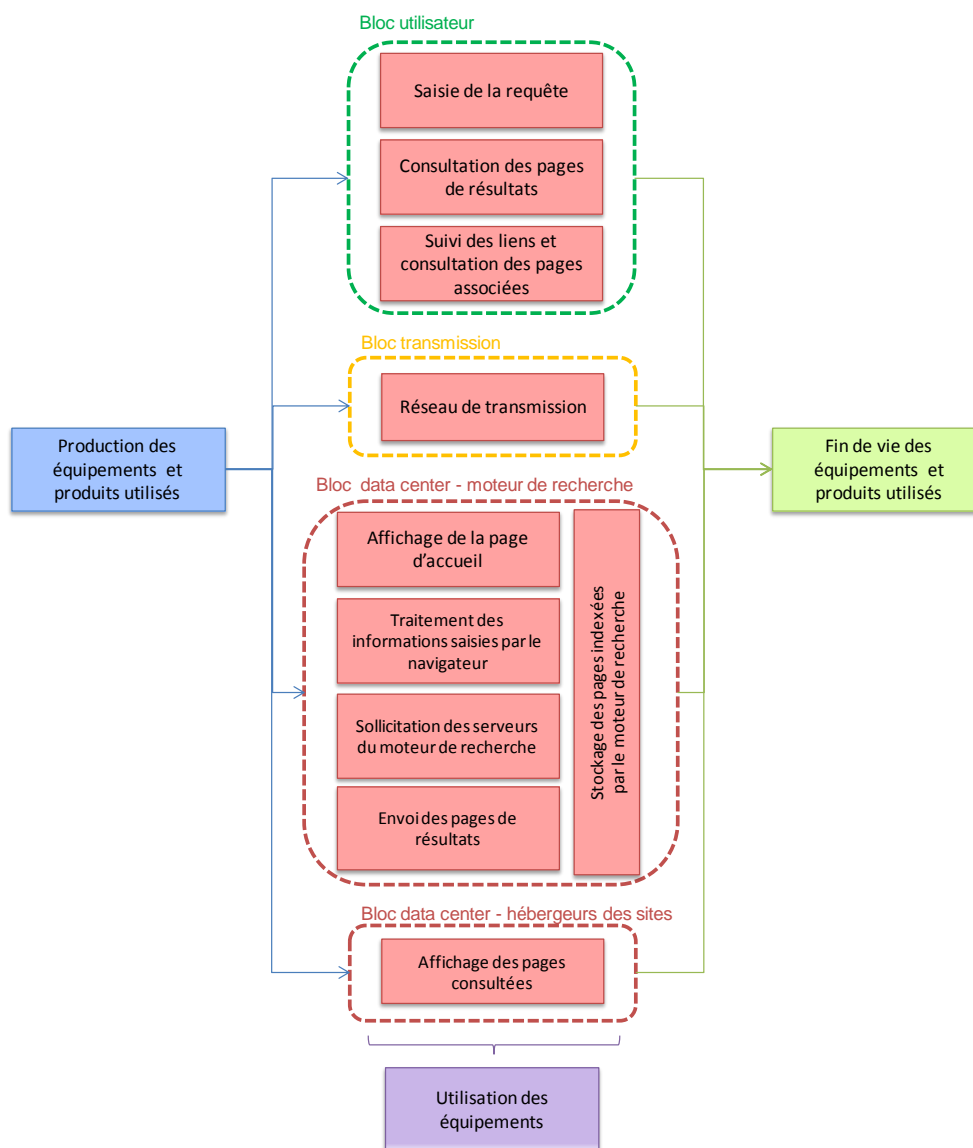 Bloc utilisateur
Saisie de la requête
Consultation des pages
de résultats
Suivi des liens et
consultation des pages
associées
Bloc transmission
Réseau de transmission
Production des
équipements et
produits utilisés
Fin de vie des
équipements et
produits utilisés
Bloc data center - moteur de recherche
Affichage de la page
d’accueil
Traitement des
informations saisies par le
navigateur
Sollicitation des serveurs
du moteur de recherche
Envoi des pages de
résultats
Stockage des pages indexées
par le moteur de recherche
Bloc data center - hébergeurs des sites
Affichage des pages
consultées
Utilisation des
équipements